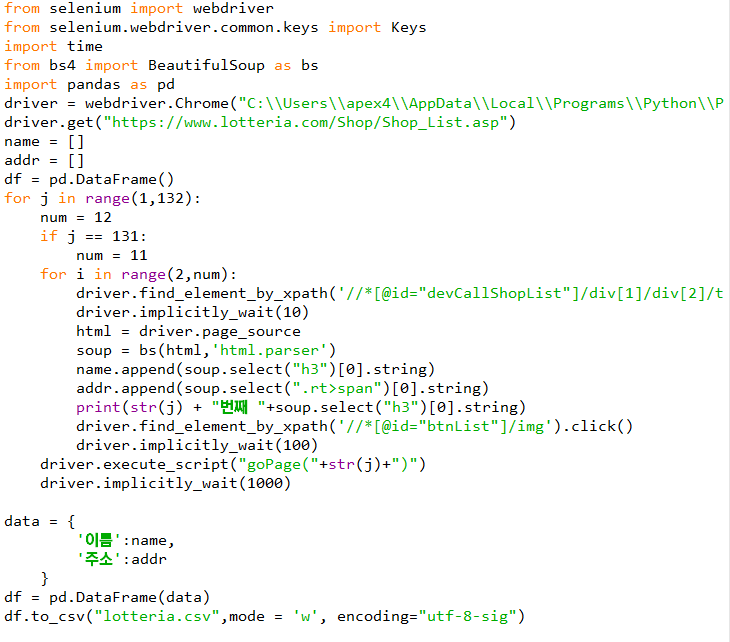 from selenium import webdriver
from selenium.webdriver.common.keys import Keys
import time
from bs4 import BeautifulSoup as bs
import pandas as pd
driver = webdriver.Chrome("C:\\Users\\apex4\\AppData\\Local\\Programs\\Python\\P
driver.get("https://www.lotteria.com/Shop/Shop_List.asp")
name = []
addr = []
df = pd.DataFrame()
for j in range(1,132):
    num = 12
    if j == 131:
        num = 11
    for i in range(2,num):
        driver.find_element_by_xpath('//*[@id="devCallShopList"]/div[1]/div[2]/t
        driver.implicitly_wait(10)
        html = driver.page_source
        soup = bs(html,'html.parser')
        name.append(soup.select("h3")[0].string)
        addr.append(soup.select(".rt>span")[0].string)
        print(str(j) + "번째 "+soup.select("h3")[0].string)
        driver.find_element_by_xpath('//*[@id="btnList"]/img').click()
        driver.implicitly_wait(100)
    driver.execute_script("goPage("+str(j)+")")
    driver.implicitly_wait(1000)

data = {
        '이름':name,
        '주소':addr
    }
df = pd.DataFrame(data)
df.to_csv("lotteria.csv",mode = 'w', encoding="utf-8-sig")